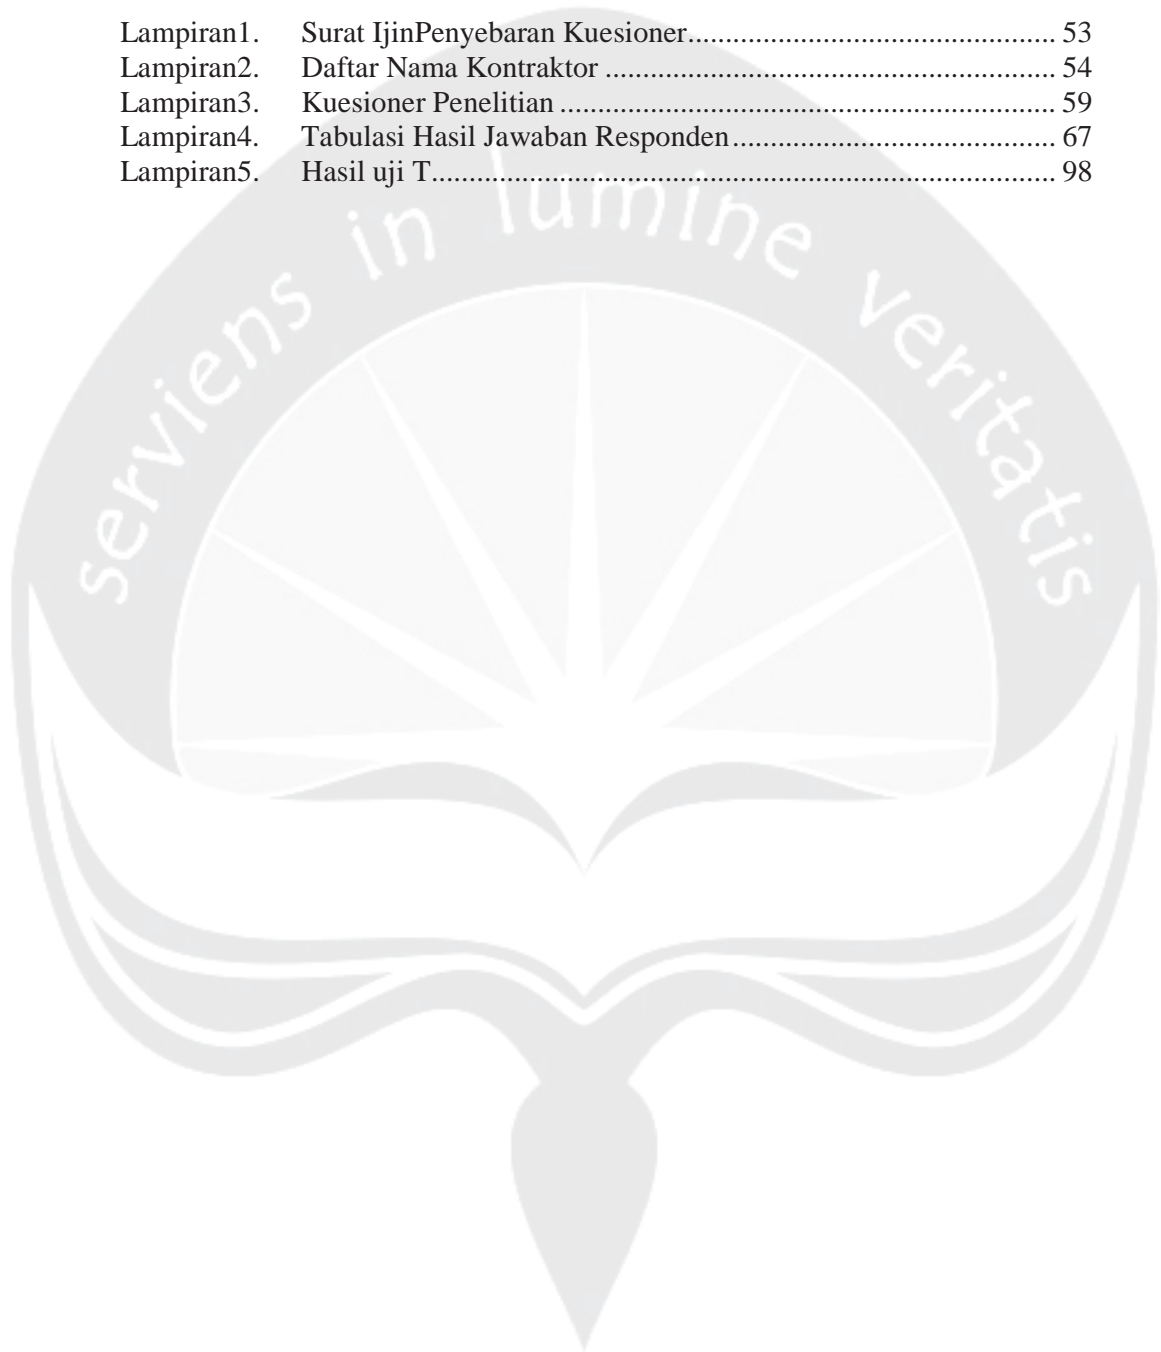 Lampiran1. Surat IjinPenyebaran Kuesioner................................................. 53
Lampiran2. Daftar Nama Kontraktor ............................................................ 54
Lampiran3. Kuesioner Penelitian .................................................................. 59
Lampiran4. Tabulasi Hasil Jawaban Responden........................................... 67
Lampiran5. Hasil uji T................................................................................... 98
serviens in lumine veritatis